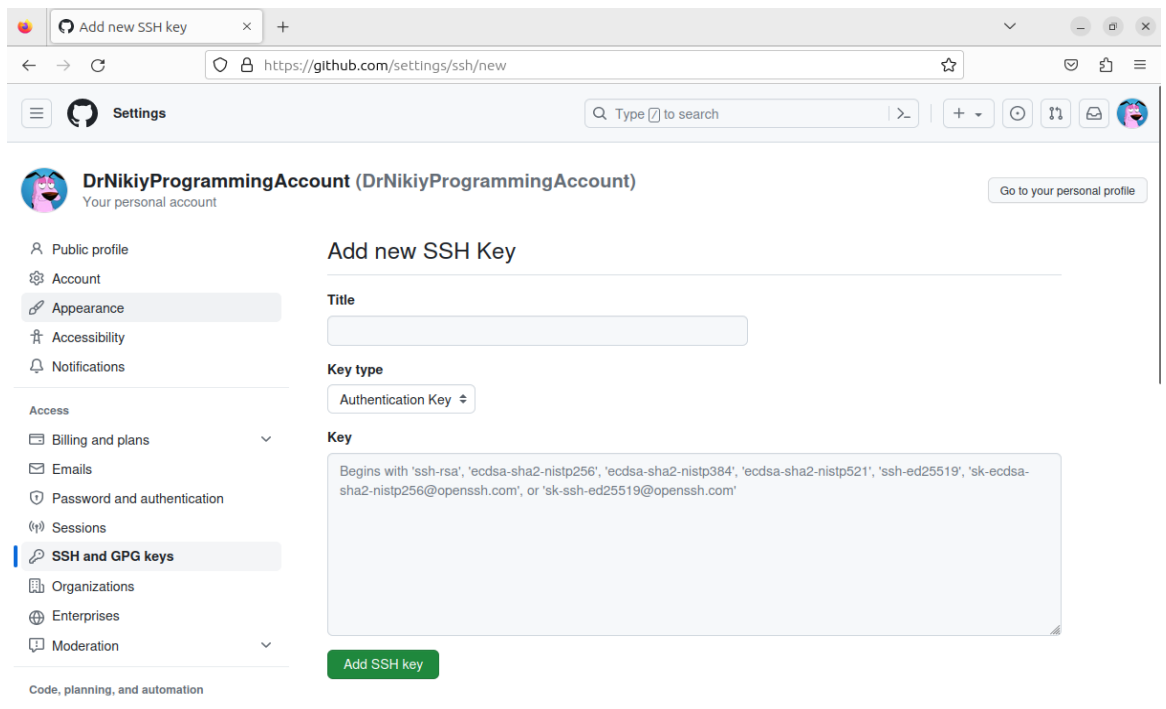 Add new SSH key
https://github.com/settings/ssh/new
Settings
Type / to search
DrNikiyProgrammingAccount (DrNikiyProgrammingAccount)
Your personal account
Go to your personal profile
Public profile
Account
Appearance
Accessibility
Notifications
Access
Billing and plans
Emails
Password and authentication
Sessions
SSH and GPG keys
Organizations
Enterprises
Moderation
Code, planning, and automation
Add new SSH Key
Title
Key type
Authentication Key
Key
Begins with 'ssh-rsa', 'ecdsa-sha2-nistp256', 'ecdsa-sha2-nistp384', 'ecdsa-sha2-nistp521', 'ssh-ed25519', 'sk-ecdsa-
sha2-nistp256@openssh.com', or 'sk-ssh-ed25519@openssh.com'
Add SSH key